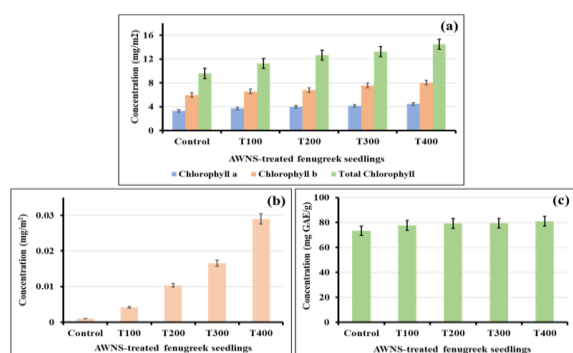 (a)
Concentration (mg/m2)
16
12
8
4
0
Control T100 T200 T300 T400
AWNS-treated fenugreek seedlings
Chlorophyll a Chlorophyll b Total Chlorophyll
(b)
Concentration (mg/m²)
0.03
0.02
0.01
0
Control T100 T200 T300 T400
AWNS-treated fenugreek seedlings
(c)
Concentration (mg GAE/g)
100
80
60
40
20
0
Control T100 T200 T300 T400
AWNS-treated fenugreek seedlings